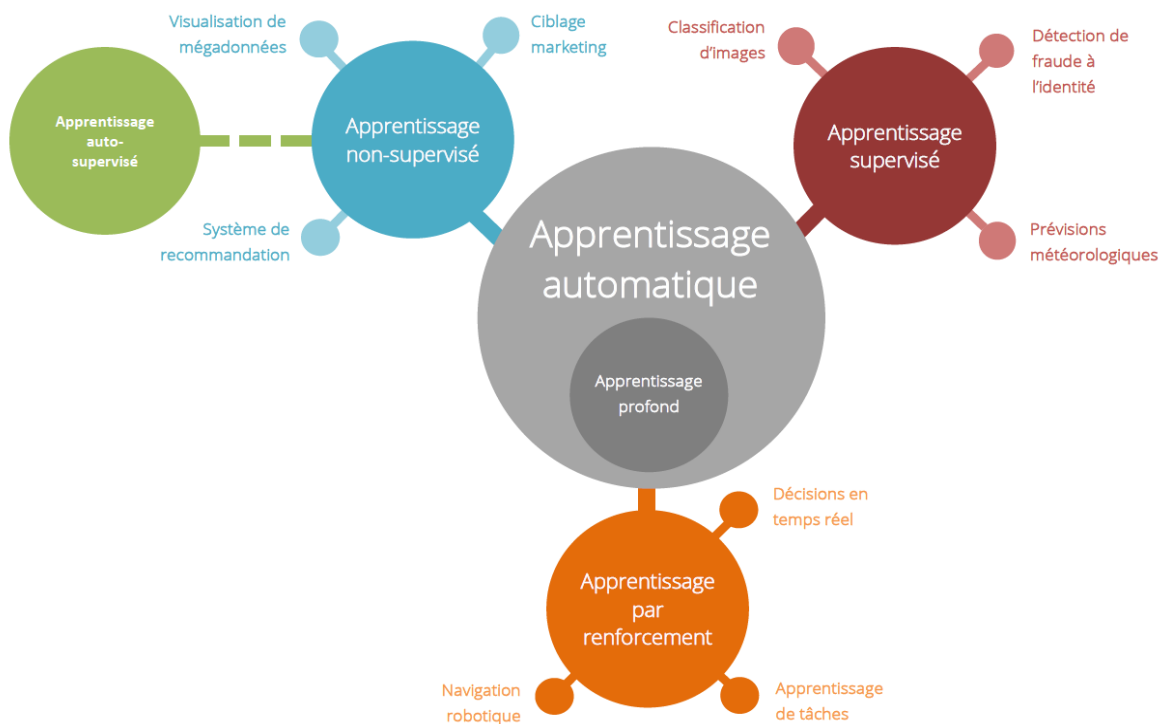 Visualisation de
mégadonnées
Ciblage
marketing
Classification
d’images
Détection de
fraude à
l’identité
Apprentissage
auto-
supervisé
Apprentissage
non-supervisé
Apprentissage
supervisé
Système de
recommandation
Prévisions
météorologiques
Apprentissage
automatique
Apprentissage
profond
Décisions en
temps réel
Apprentissage
par
renforcement
Navigation
robotique
Apprentissage
de tâches